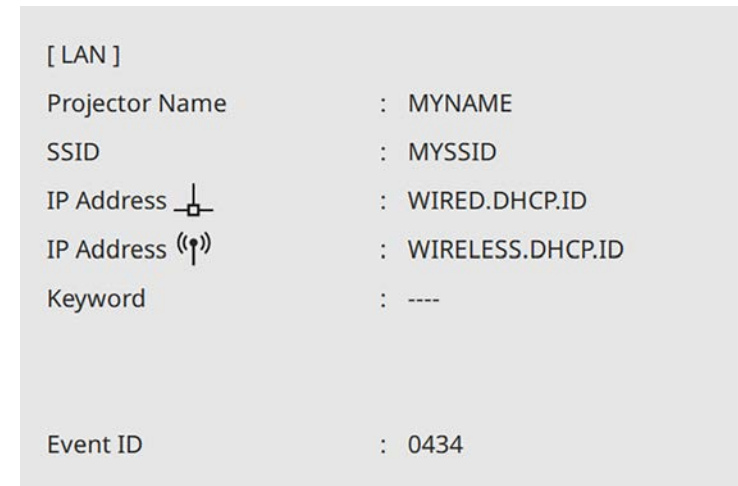 [ LAN ]
Projector Name : MYNAME
SSID : MYSSID
IP Address : WIRED.DHCP.ID
IP Address : WIRELESS.DHCP.ID
Keyword : ----
Event ID : 0434